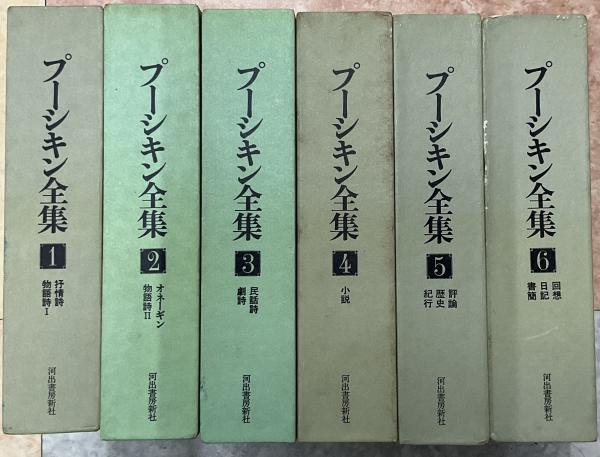 プーシキン全集
1
抒情詩
物語詩Ⅰ
河出書房新社
プーシキン全集
2
オネーギン
物語詩Ⅱ
河出書房新社
プーシキン全集
3
民話詩
劇詩
河出書房新社
プーシキン全集
4
小説
河出書房新社
プーシキン全集
5
評論
歴史
紀行
河出書房新社
プーシキン全集
6
回想
日記
書簡
河出書房新社